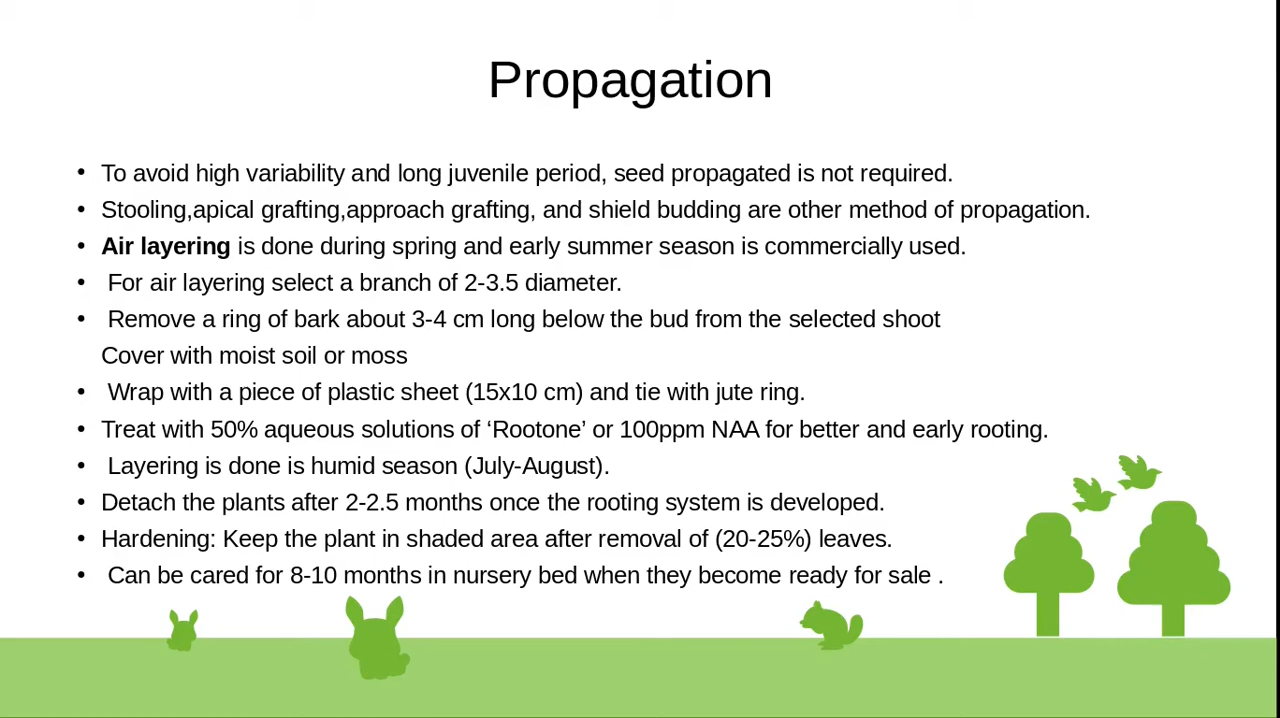 Propagation
• To avoid high variability and long juvenile period, seed propagated is not required.
• Stooling,apical grafting,approach grafting, and shield budding are other method of propagation.
• Air layering is done during spring and early summer season is commercially used.
• For air layering select a branch of 2-3.5 diameter.
• Remove a ring of bark about 3-4 cm long below the bud from the selected shoot
Cover with moist soil or moss
• Wrap with a piece of plastic sheet (15x10 cm) and tie with jute ring.
• Treat with 50% aqueous solutions of ‘Rootone’ or 100ppm NAA for better and early rooting.
• Layering is done is humid season (July-August).
• Detach the plants after 2-2.5 months once the rooting system is developed.
• Hardening: Keep the plant in shaded area after removal of (20-25%) leaves.
• Can be cared for 8-10 months in nursery bed when they become ready for sale .